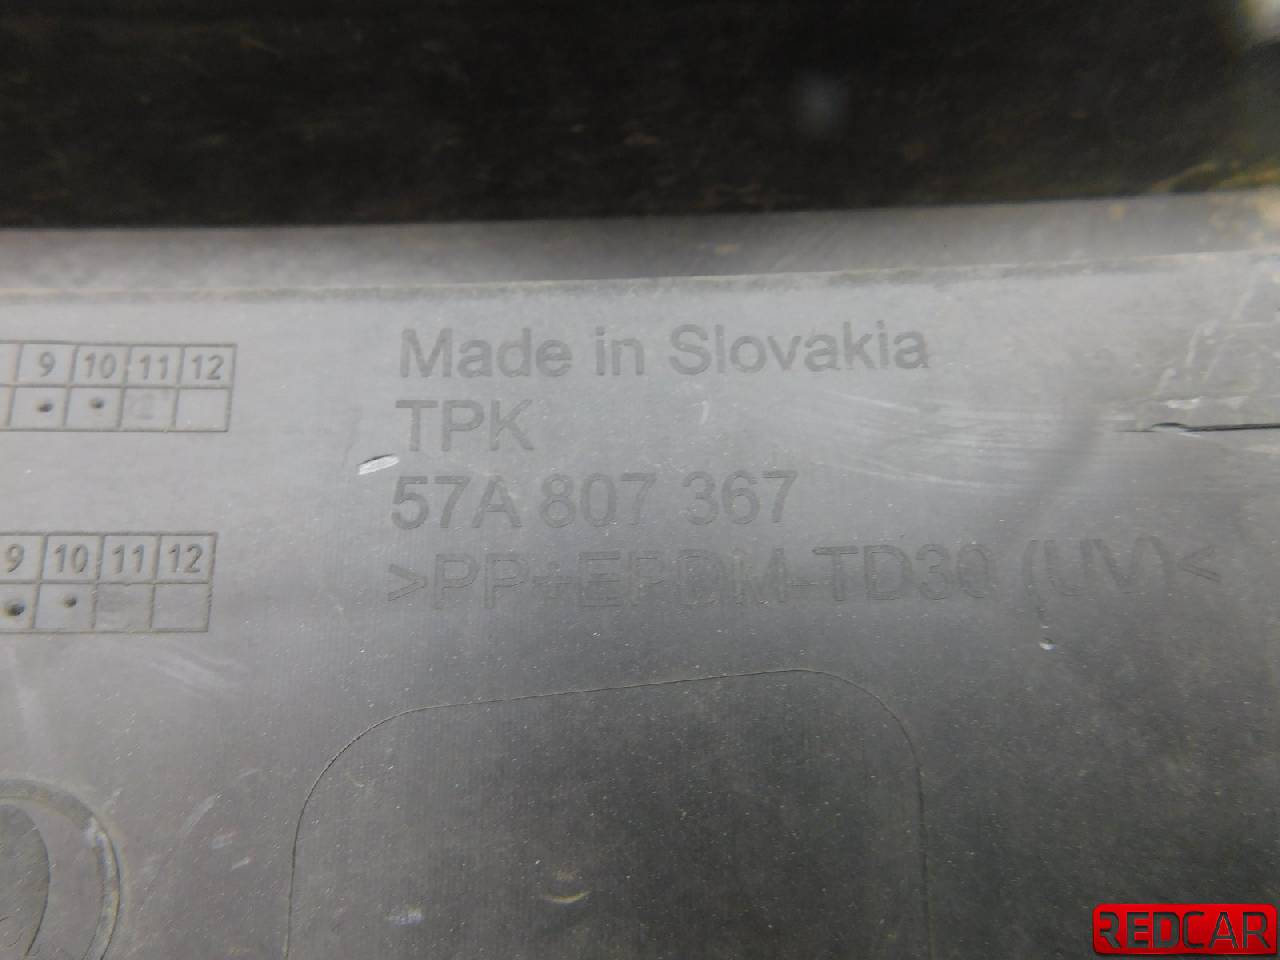 Made in Slovakia
TPK
57A 807 367
>PP+EPDM-TD30 (UV)<
9 10 11 12
9 10 11 12
REDCAR